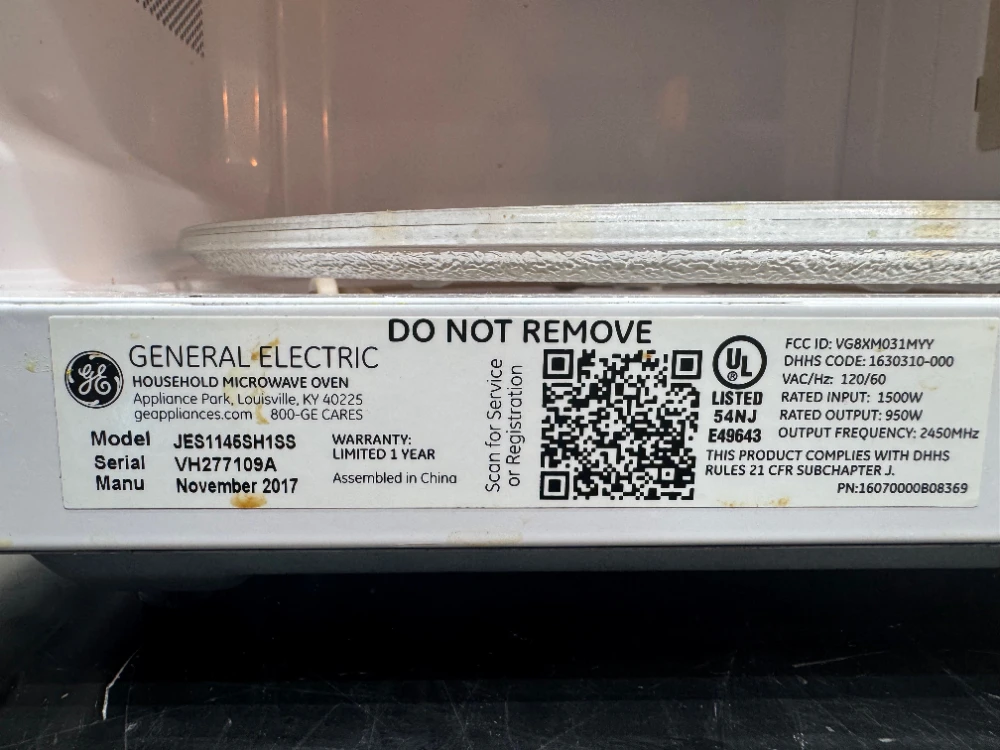 DO NOT REMOVE
GE
GENERAL ELECTRIC
HOUSEHOLD MICROWAVE OVEN
Appliance Park, Louisville, KY 40225
geappliances.com 800-GE CARES
Model JES1145SH1SS
Serial VH277109A
Manu November 2017
WARRANTY:
LIMITED 1 YEAR
Assembled in China
Scan for Service
or Registration
UL
®
LISTED
54NJ
E49643
FCC ID: VG8XM031MYY
DHHS CODE: 1630310-000
VAC/Hz: 120/60
RATED INPUT: 1500W
RATED OUTPUT: 950W
OUTPUT FREQUENCY: 2450MHz
THIS PRODUCT COMPLIES WITH DHHS
RULES 21 CFR SUBCHAPTER J.
PN:16070000B08369